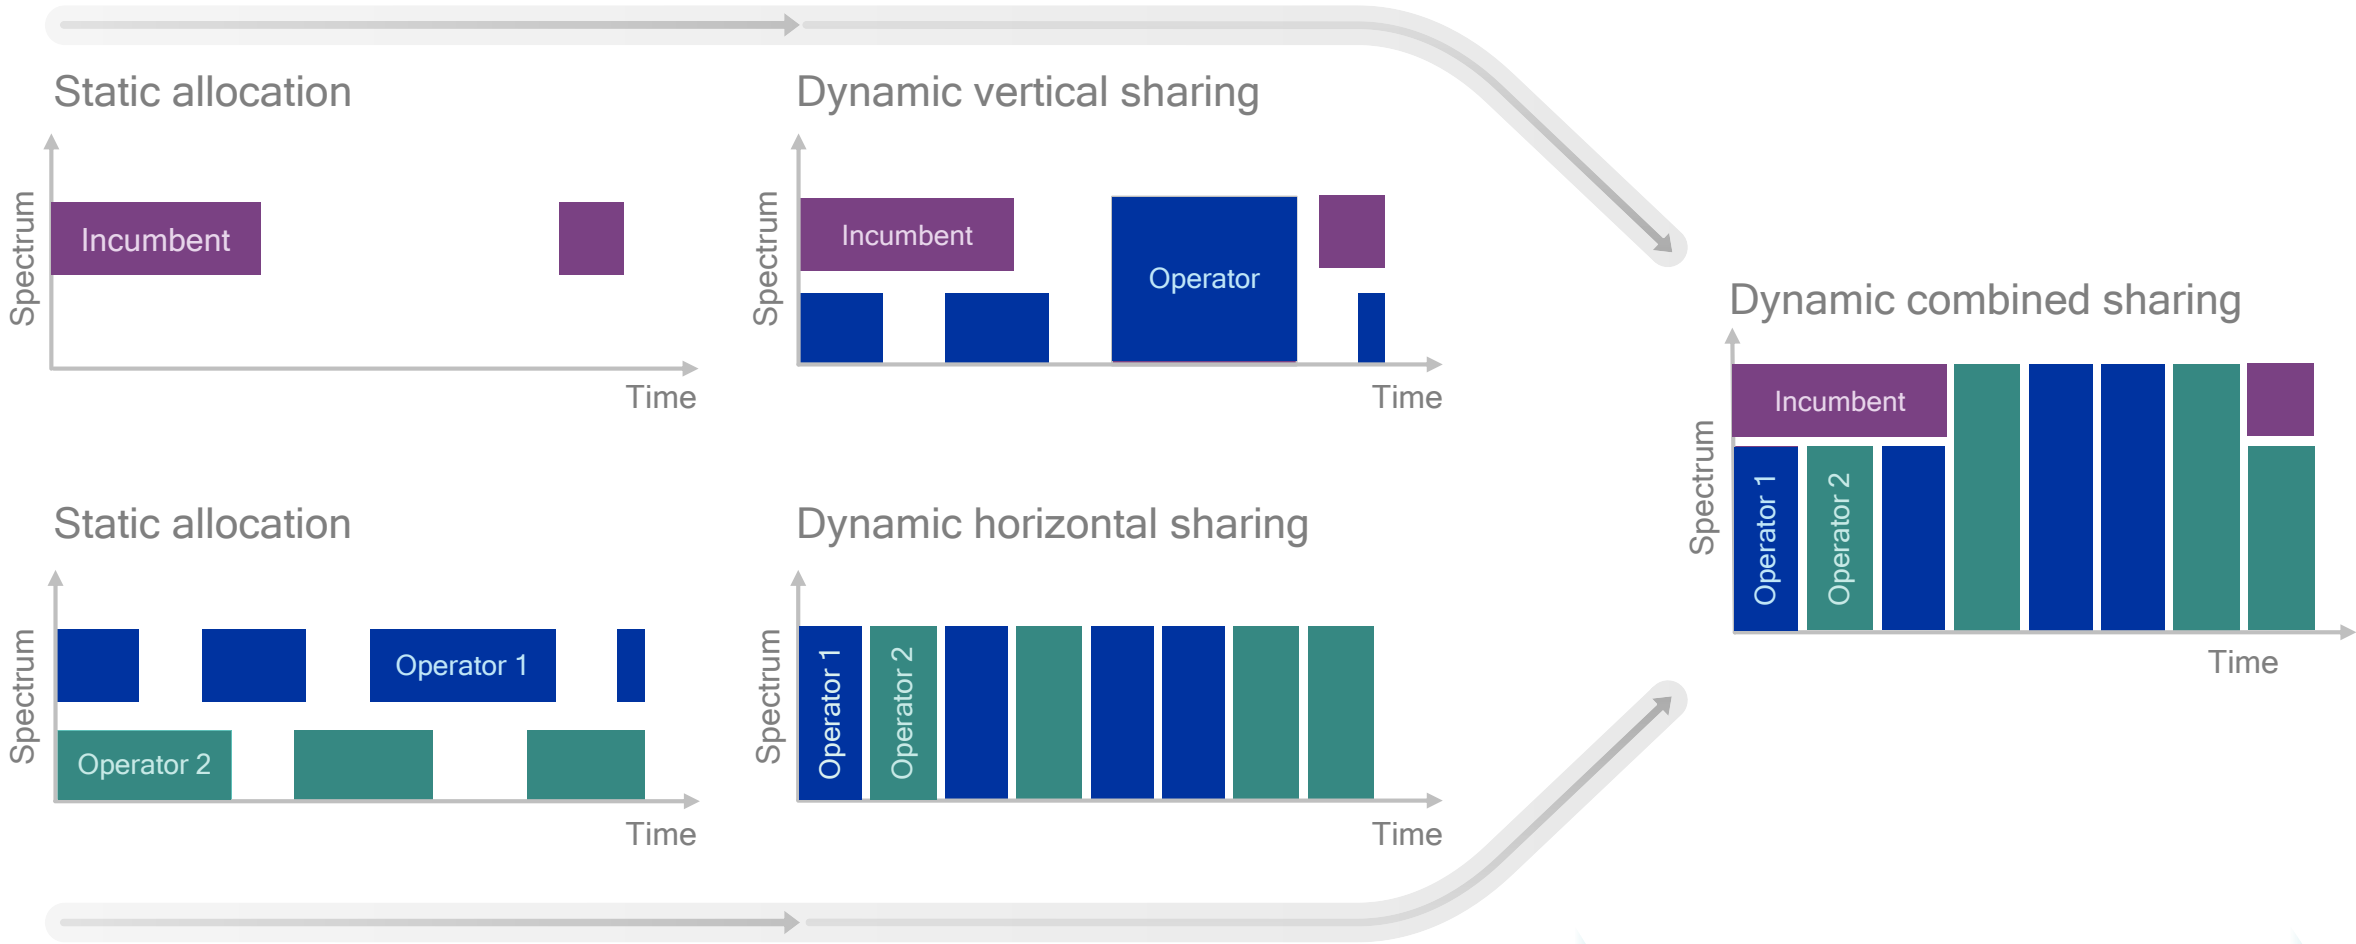 Static allocation
Spectrum
Incumbent
Time
Dynamic vertical sharing
Spectrum
Incumbent
Operator
Time
Static allocation
Spectrum
Operator 1
Operator 2
Time
Dynamic horizontal sharing
Spectrum
Operator 1
Operator 2
Time
Dynamic combined sharing
Spectrum
Incumbent
Operator 1
Operator 2
Time